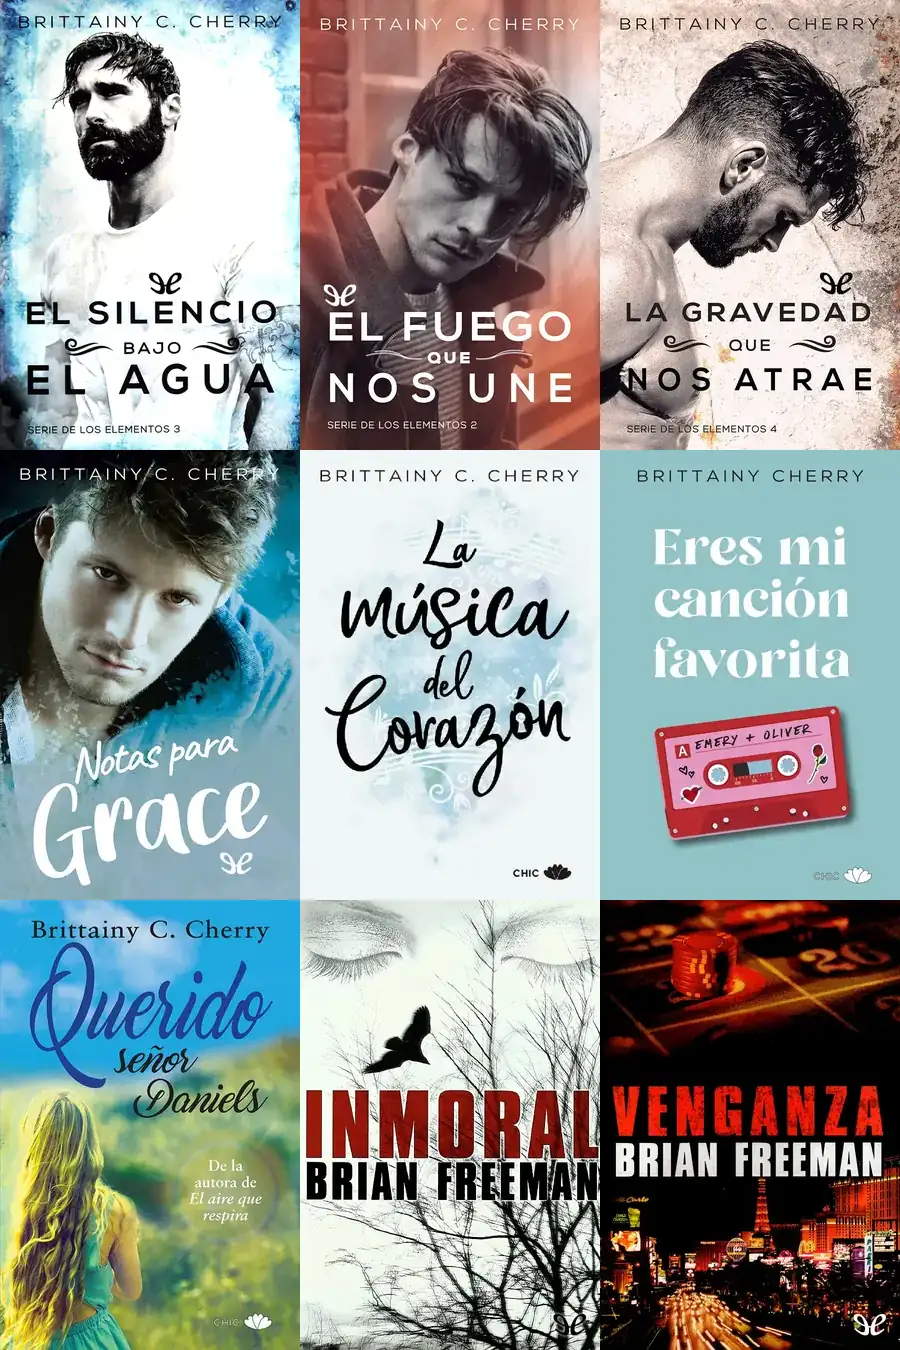 BRITTAINY C. CHERRY
EL SILENCIO
BAJO
EL AGUA
SERIE DE LOS ELEMENTOS 3
BRITTAINY C. CHERRY
EL FUEGO
QUE
NOS UNE
SERIE DE LOS ELEMENTOS 2
BRITTAINY C. CHERRY
LA GRAVEDAD
QUE
NOS ATRAE
SERIE DE LOS ELEMENTOS 4
BRITTAINY C. CHERRY
Notas para
Grace
BRITTAINY C. CHERRY
La
música
del
Corazón
CHIC
BRITTAINY CHERRY
Eres mi
canción
favorita
A EMERY + OLIVER
CHIC
Brittainy C. Cherry
Querido
señor
Daniels
De la
autora de
El aire que
respira
CHIC
INMORAL
BRIAN FREEMAN
26
VENGANZA
BRIAN FREEMAN